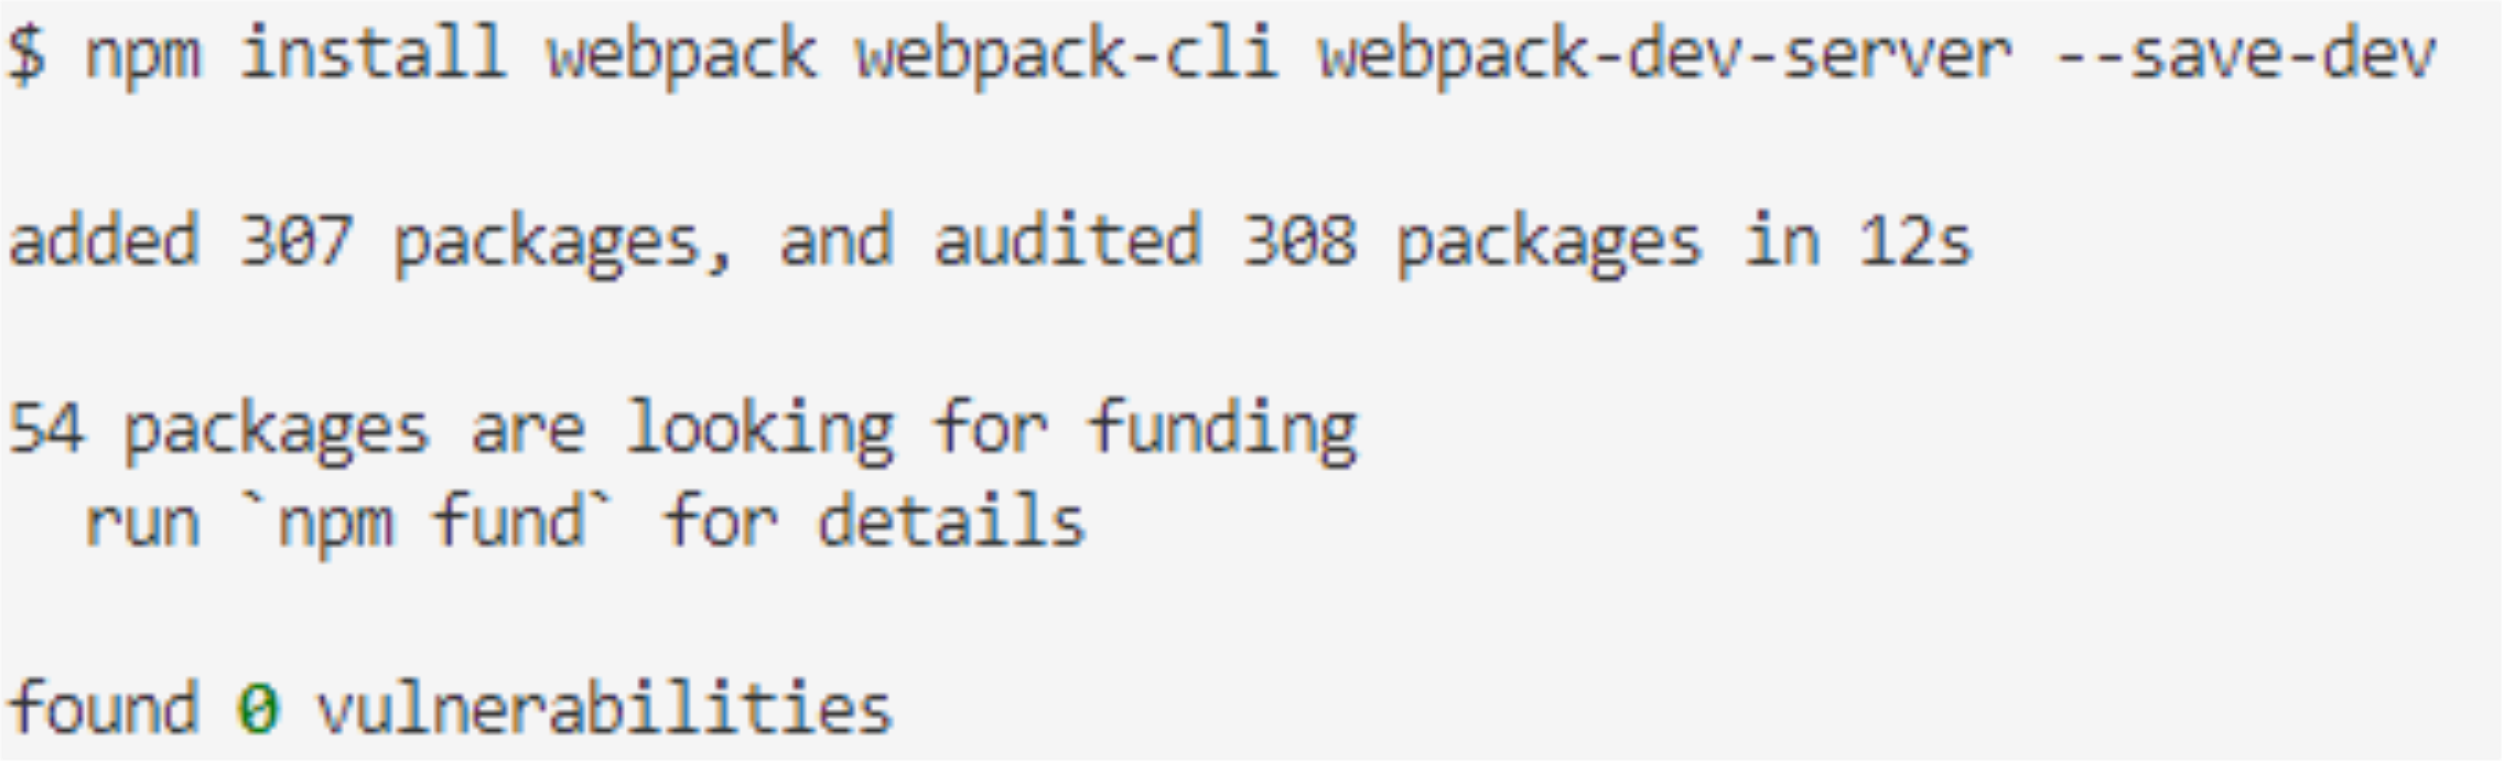 $ npm install webpack webpack-cli webpack-dev-server --save-dev
added 307 packages, and audited 308 packages in 12s
54 packages are looking for funding
  run `npm fund` for details
found 0 vulnerabilities